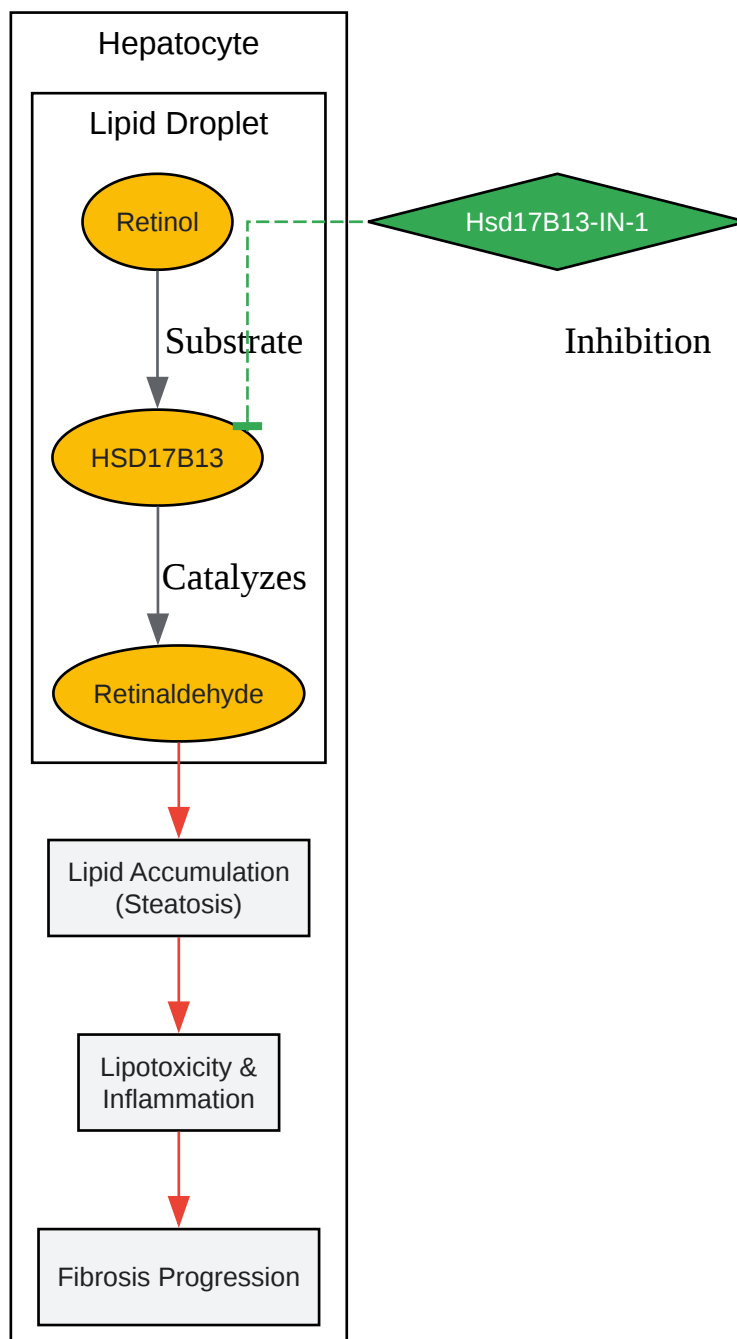 Hepatocyte
Lipid Droplet
Retinol
Hsd17B13-IN-1
Substrate
Inhibition
HSD17B13
Catalyzes
Retinaldehyde
Lipid Accumulation
(Steatosis)
Lipotoxicity &
Inflammation
Fibrosis Progression